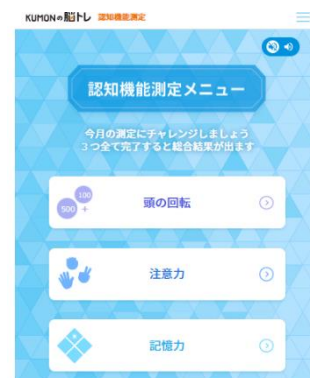 KUMONの脳トレ 認知機能測定
認知機能測定メニュー
今月の測定にチャレンジしましょう
3つ全て完了すると総合結果が出ます
100
500 +
頭の回転
注意力
記憶力